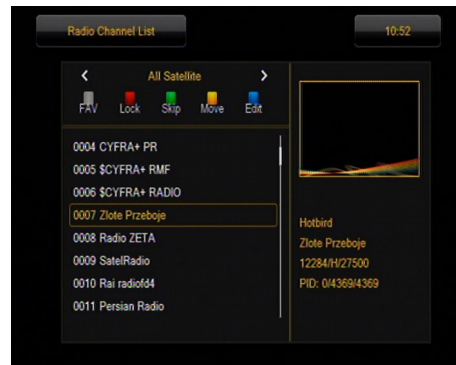 Radio Channel List
10:52
All Satellite
FAV Lock Skip Move Edit
0004 CYFRA+ PR
0005 $CYFRA+ RMF
0006 $CYFRA+ RADIO
0007 Zlote Przeboje
0008 Radio ZETA
0009 SatelRadio
0010 Rai radiofd4
0011 Persian Radio
Hotbird
Zlote Przeboje
12284/H/27500
PID: 0/4369/4369